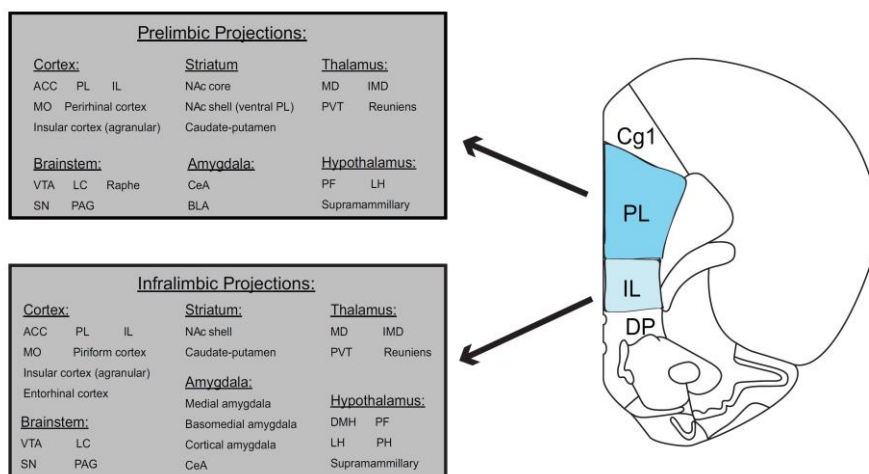 Prelimbic Projections:
Cortex: Striatum Thalamus:
ACC PL IL NAc core MD IMD
MO Perirhinal cortex NAc shell (ventral PL) PVT Reuniens
Insular cortex (agranular) Caudate-putamen
Brainstem: Amygdala: Hypothalamus:
VTA LC Raphe CeA PF LH
SN PAG BLA Supramammillary
Infralimbic Projections:
Cortex: Striatum: Thalamus:
ACC PL IL NAc shell MD IMD
MO Piriform cortex Caudate-putamen PVT Reuniens
Insular cortex (agranular)
Entorhinal cortex
Amygdala:
Medial amygdala Hypothalamus:
Brainstem: Basomedial amygdala DMH PF
VTA LC Cortical amygdala LH PH
SN PAG CeA Supramammillary
Cg1
PL
IL
DP